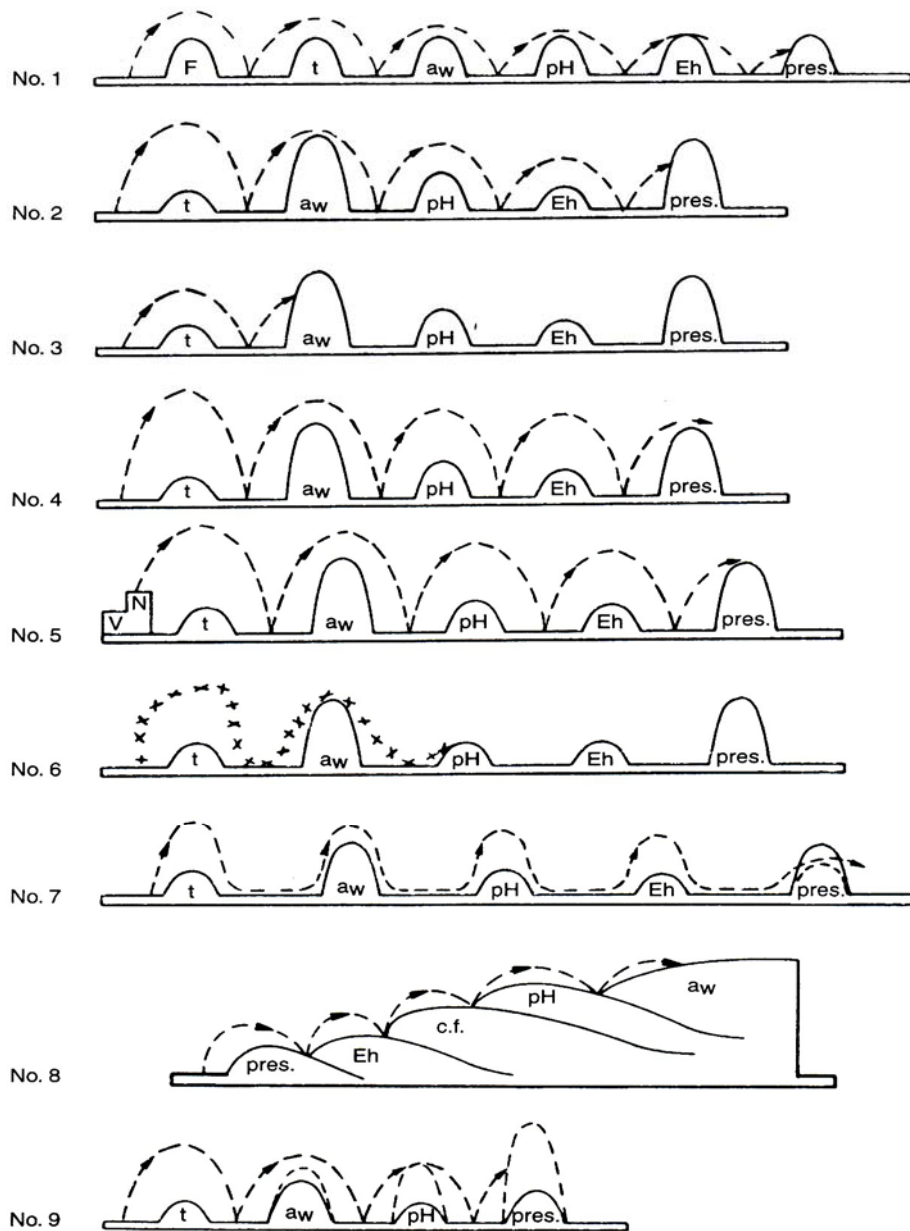 No. 1 F t aw pH Eh pres.
No. 2 t aw pH Eh pres.
No. 3 t aw pH Eh pres.
No. 4 t aw pH Eh pres.
No. 5 V N t aw pH Eh pres.
No. 6 t aw pH Eh pres.
No. 7 t aw pH Eh pres.
No. 8 pres. Eh c.f. pH aw
No. 9 t aw pH pres.